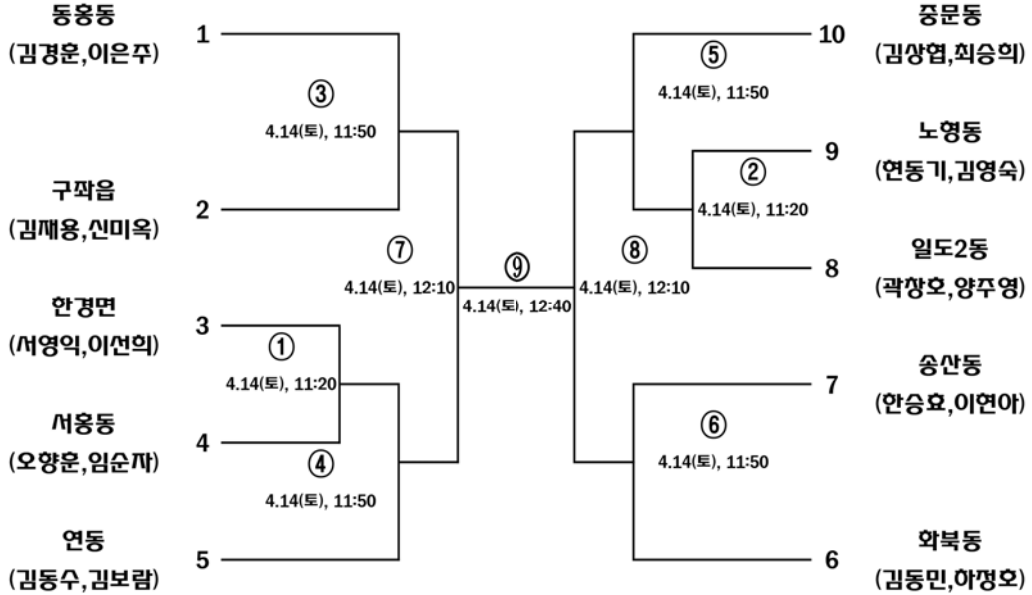 동홍동
(김경훈,이은주)
1
③
4.14(토), 11:50
구좌읍
(김재용,신미옥)
2
한경면
(서영익,이선희)
3
①
4.14(토), 11:20
서홍동
(오향훈,임순자)
4
④
4.14(토), 11:50
연동
(김동수,김보람)
5
⑦
4.14(토), 12:10
⑨
4.14(토), 12:40
⑧
4.14(토), 12:10
중문동
(김상협,최승희)
10
⑤
4.14(토), 11:50
노형동
(현동기,김영숙)
9
②
4.14(토), 11:20
일도2동
(곽창호,양주영)
8
송산동
(한승효,이현아)
7
⑥
4.14(토), 11:50
화북동
(김동민,하정호)
6